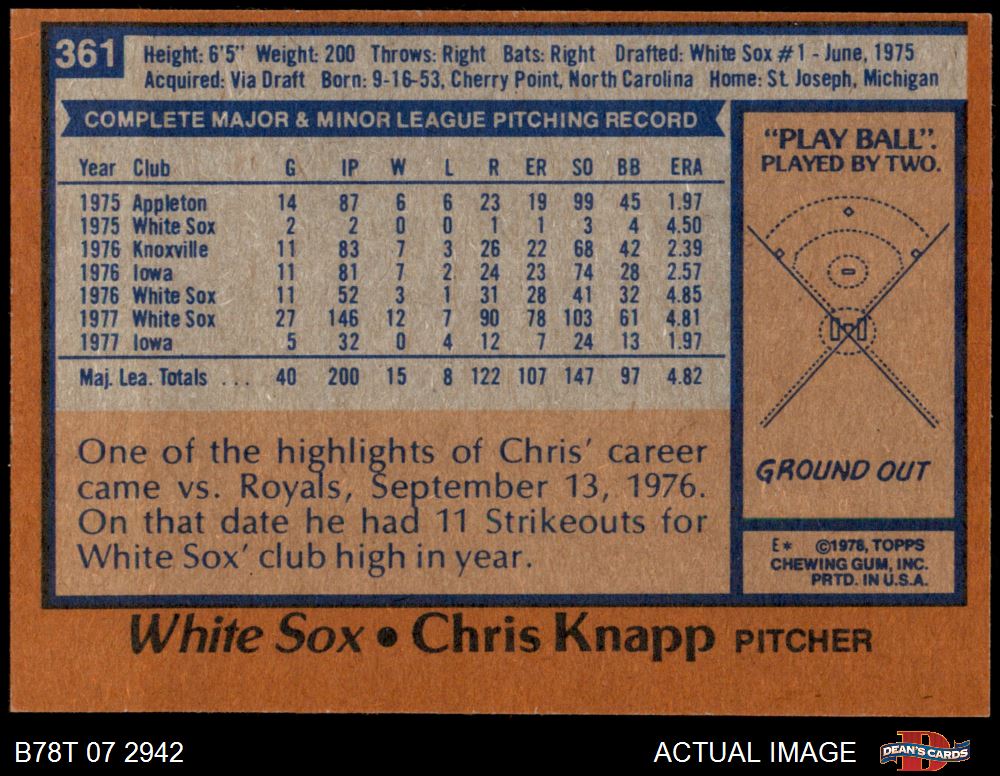 361
Height: 6'5" Weight: 200 Throws: Right Bats: Right Drafted: White Sox #1 - June, 1975
Acquired: Via Draft Born: 9-16-53, Cherry Point, North Carolina Home: St. Joseph, Michigan
COMPLETE MAJOR & MINOR LEAGUE PITCHING RECORD
Year Club G IP W L R ER SO BB ERA
1975 Appleton 14 87 6 6 23 19 99 45 1.97
1975 White Sox 2 2 0 0 1 1 3 4 4.50
1976 Knoxville 11 83 7 3 26 22 68 42 2.39
1976 Iowa 11 81 7 2 24 23 74 28 2.57
1976 White Sox 11 52 3 1 31 28 41 32 4.85
1977 White Sox 27 146 12 7 90 78 103 61 4.81
1977 Iowa 5 32 0 4 12 7 24 13 1.97
Maj. Lea. Totals ... 40 200 15 8 122 107 147 97 4.82
One of the highlights of Chris' career
came vs. Royals, September 13, 1976.
On that date he had 11 Strikeouts for
White Sox' club high in year.
"PLAY BALL".
PLAYED BY TWO.
GROUND OUT
E* ©1978, TOPPS
CHEWING GUM, INC.
PRTD. IN U.S.A.
White Sox • Chris Knapp PITCHER
B78T 07 2942
ACTUAL IMAGE
DEAN'S CARDS